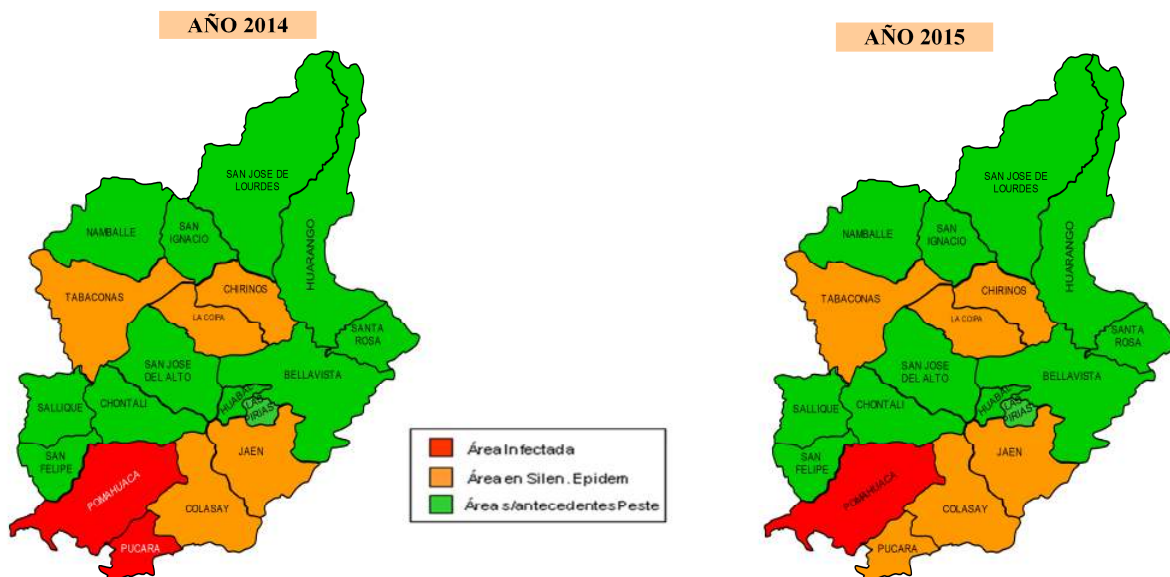 AÑO 2014
SAN JOSE DE
LOURDES
NAMBALLE
SAN
IGNACIO
HUARANGO
TABACONAS
CHIRINOS
LA COIPA
SANTA
ROSA
SAN JOSE
DEL ALTO
BELLAVISTA
SALLIQUE
CHONTALI
HUABAL
LAS
PIRIAS
SAN
FELIPE
JAEN
POMAHUACA
COLASAY
PUCARA
Área Infectada
Área en Silen. Epidem
Área s/antecedentes Peste
AÑO 2015
SAN JOSE DE
LOURDES
NAMBALLE
SAN
IGNACIO
HUARANGO
TABACONAS
CHIRINOS
LA COIPA
SANTA
ROSA
SAN JOSE
DEL ALTO
BELLAVISTA
SALLIQUE
CHONTALI
HUABAL
LAS
PIRIAS
SAN
FELIPE
JAEN
POMAHUACA
COLASAY
PUCARA